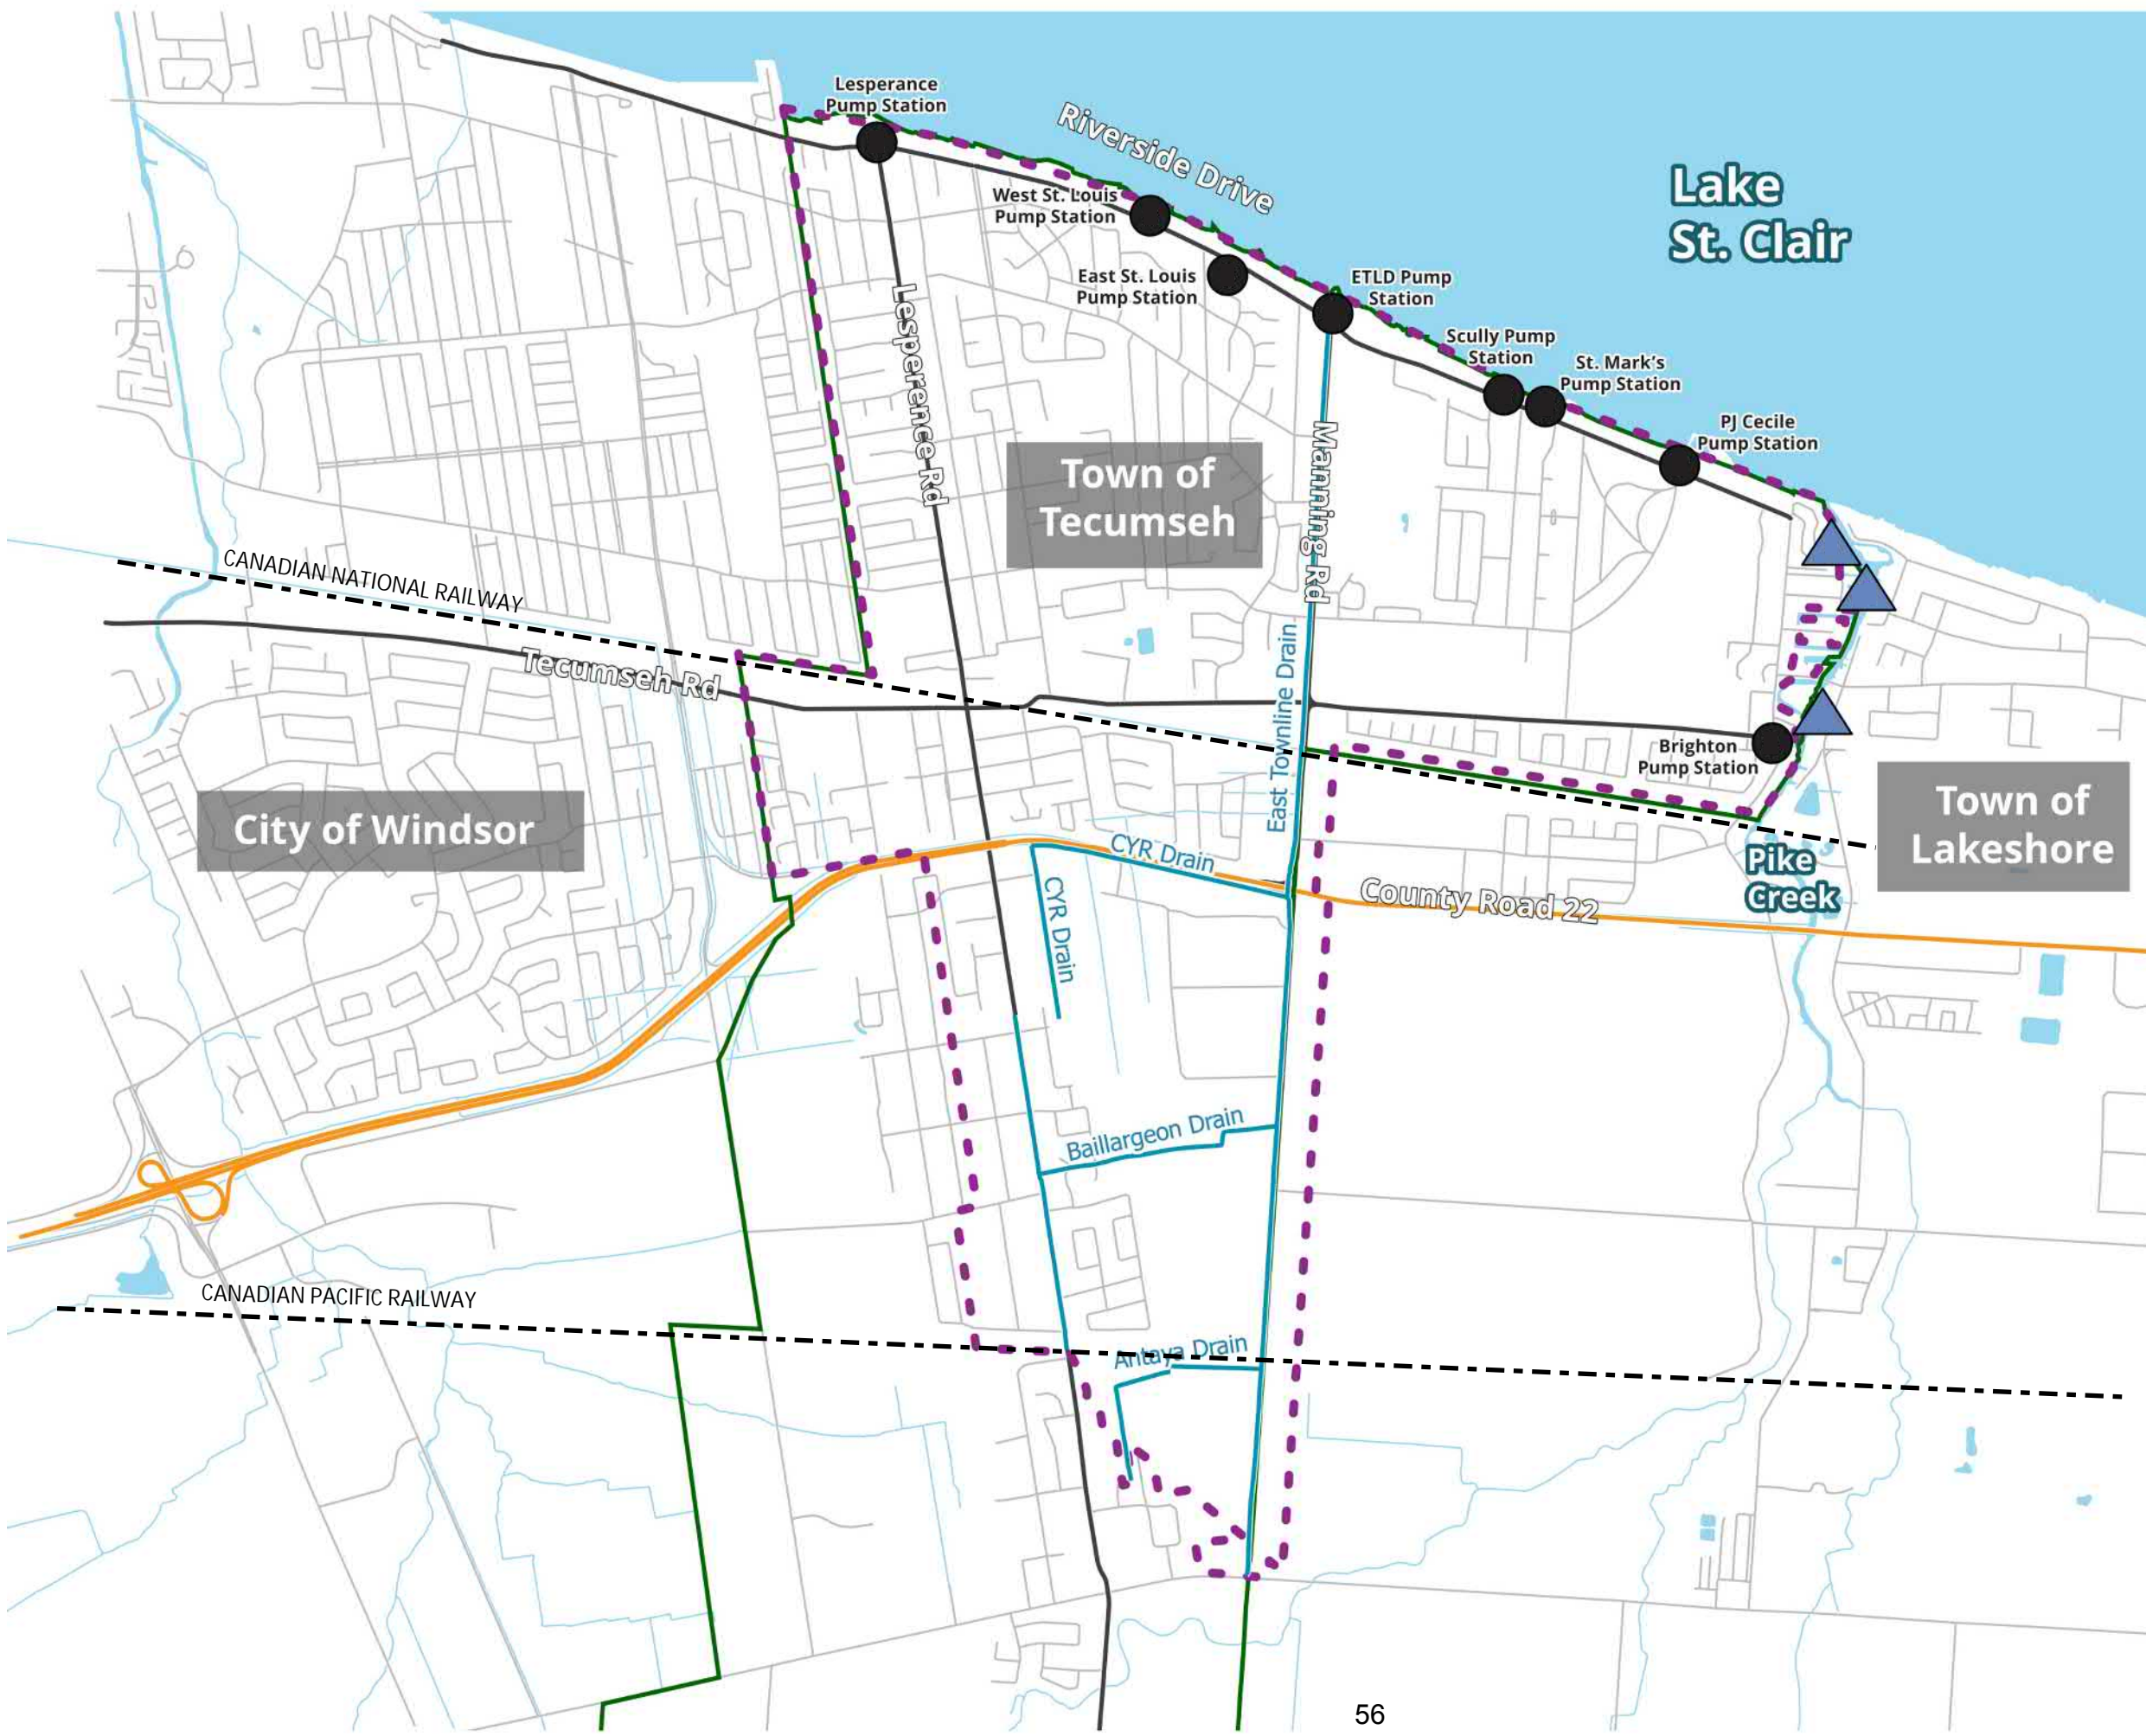 Lesperance
Pump Station
Riverside Drive
West St. Louis
Pump Station
Lake
St. Clair
East St. Louis
Pump Station
ETLD Pump
Station
Scully Pump
Station
St. Mark's
Pump Station
PJ Cecile
Pump Station
Lesperence Rd
Town of
Tecumseh
Manning Rd
CANADIAN NATIONAL RAILWAY
Tecumseh Rd
East Townline Drain
Brighton
Pump Station
City of Windsor
Town of
Lakeshore
CYR Drain
Pike
Creek
County Road 22
CYR Drain
Baillargeon Drain
CANADIAN PACIFIC RAILWAY
Antaya Drain
56